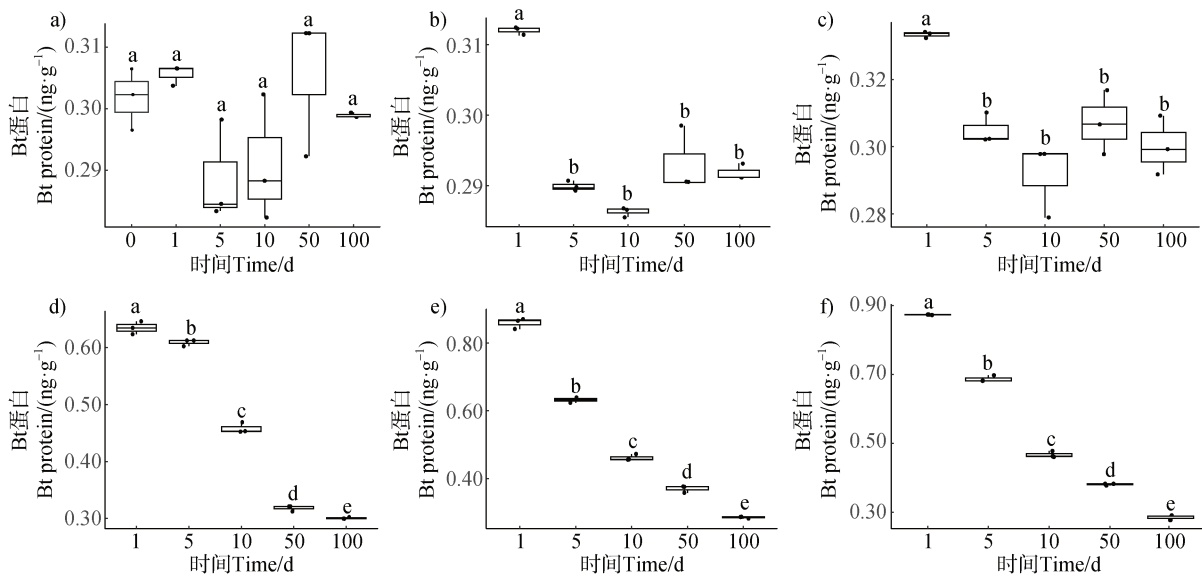 a)
a
a
a
a
a
a
0.31
0.30
0.29
Bt蛋白
Bt protein/(ng·g⁻¹)
0
1
5
10
50
100
时间Time/d
b)
a
b
b
b
b
0.31
0.30
0.29
Bt蛋白
Bt protein/(ng·g⁻¹)
1
5
10
50
100
时间Time/d
c)
a
b
b
b
b
0.32
0.30
0.28
Bt蛋白
Bt protein/(ng·g⁻¹)
1
5
10
50
100
时间Time/d
d)
a
b
c
d
e
0.60
0.50
0.40
0.30
Bt蛋白
Bt protein/(ng·g⁻¹)
1
5
10
50
100
时间Time/d
e)
a
b
c
d
e
0.80
0.60
0.40
Bt蛋白
Bt protein/(ng·g⁻¹)
1
5
10
50
100
时间Time/d
f)
a
b
c
d
e
0.90
0.70
0.50
0.30
Bt蛋白
Bt protein/(ng·g⁻¹)
1
5
10
50
100
时间Time/d